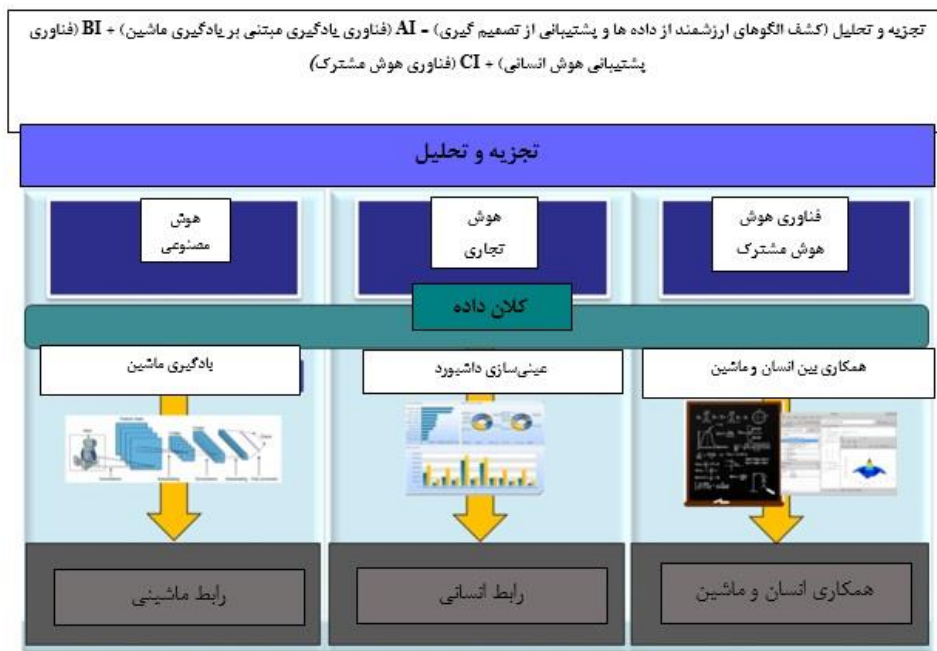 تجزیه و تحلیل (کشف الگوهای ارزشمند از داده ها و پشتیبانی از تصمیم گیری) = AI (فناوری یادگیری مبتنی بر یادگیری ماشین) + BI (فناوری
پشتیبانی هوش انسانی) + CI (فناوری هوش مشترک)
تجزیه و تحلیل
فناوری هوش
هوش مشترک
هوش
تجاری
هوش
مصنوعی
کلان داده
همکاری بین انسان و ماشین
عینی‌سازی داشبورد
یادگیری ماشین
همکاری انسان و ماشین
رابط انسانی
رابط ماشینی